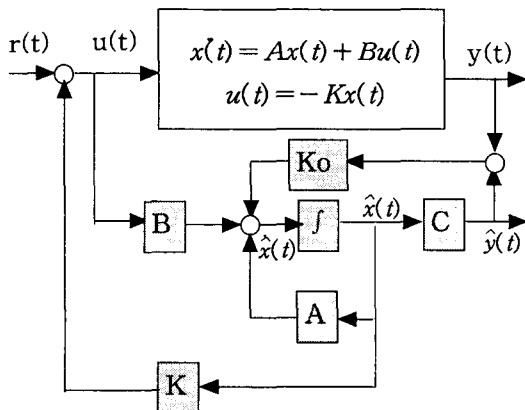 r(t)
u(t)
ẋ(t) = Ax(t) + Bu(t)
u(t) = − Kx(t)
y(t)
Ko
B
x̂(t)
∫
x̂(t)
C
ŷ(t)
A
K